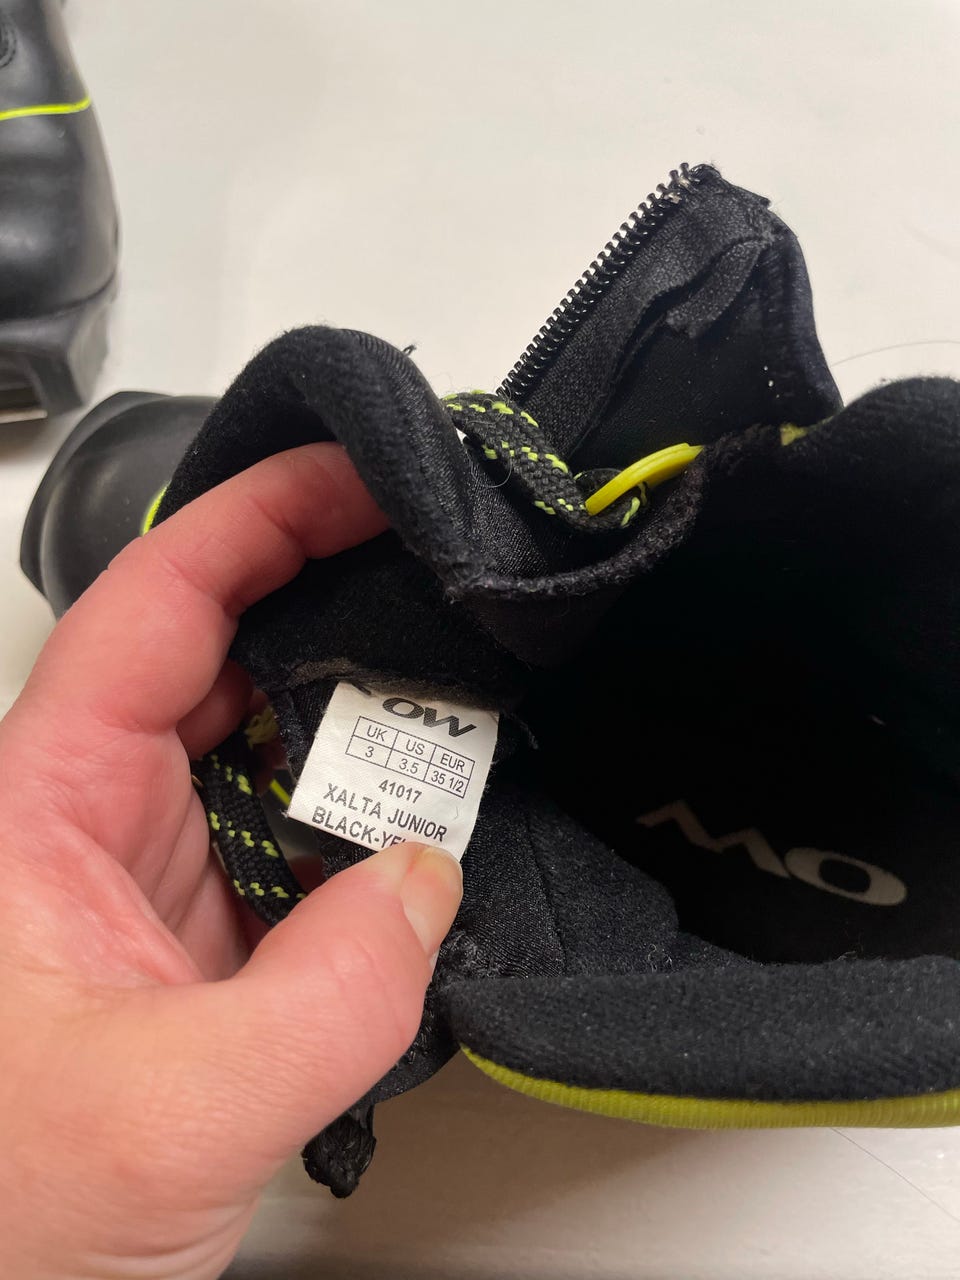 OW
UK US EUR
3 3.5 35 1/2
41017
XALTA JUNIOR
BLACK-YE
OW